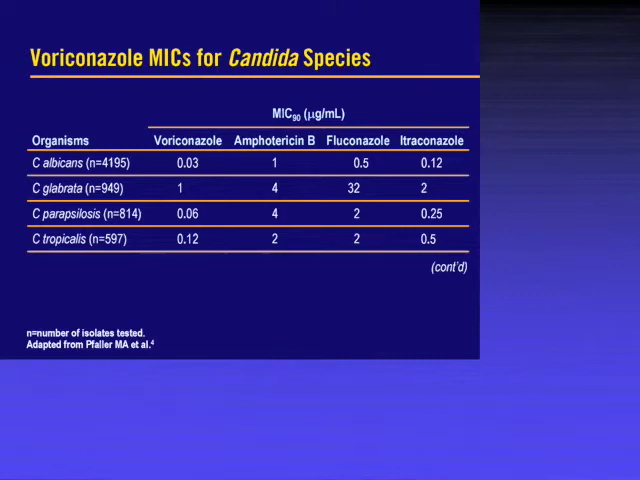 Voriconazole MICs for Candida Species
MIC90 (µg/mL)
Organisms Voriconazole Amphotericin B Fluconazole Itraconazole
C albicans (n=4195) 0.03 1 0.5 0.12
C glabrata (n=949) 1 4 32 2
C parapsilosis (n=814) 0.06 4 2 0.25
C tropicalis (n=597) 0.12 2 2 0.5
(cont'd)
n=number of isolates tested.
Adapted from Pfaller MA et al.4